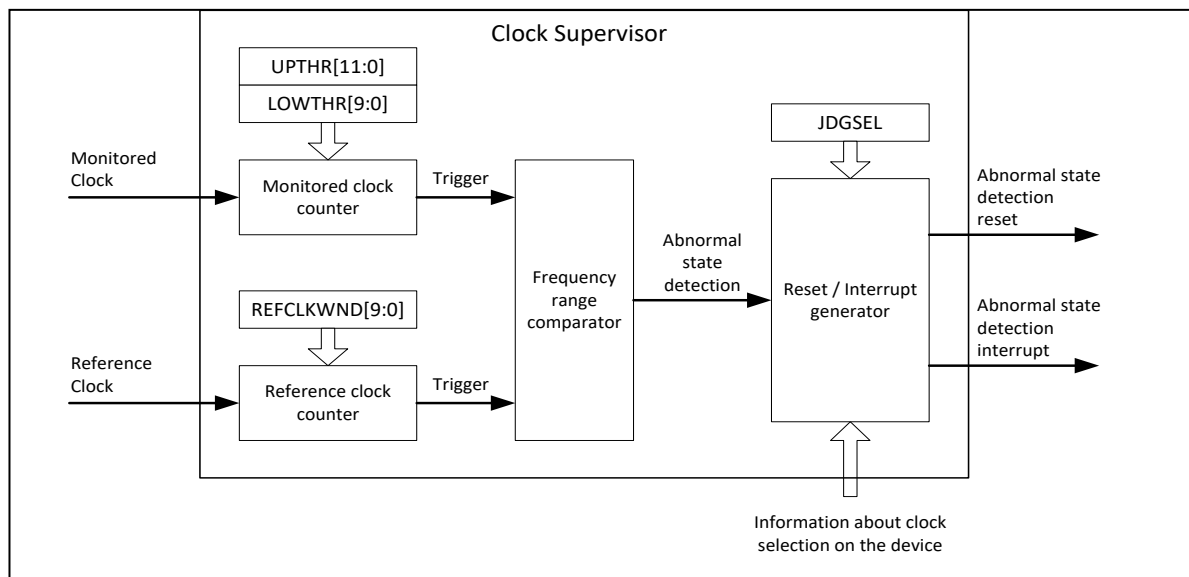 Clock Supervisor
UPTHR[11:0]
LOWTHR[9:0]
JDGSEL
Monitored
Clock
Monitored clock
counter
Trigger
Abnormal state
detection
reset
Abnormal
state
detection
Frequency
range
comparator
Reset / Interrupt
generator
REFCLKWND[9:0]
Abnormal state
detection
interrupt
Reference
Clock
Reference clock
counter
Trigger
Information about clock
selection on the device